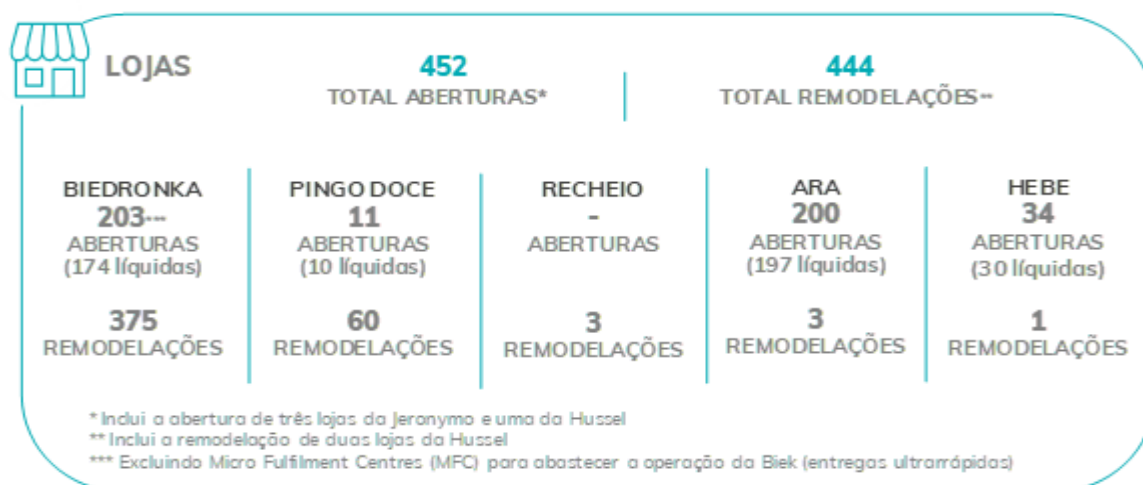 LOJAS
452
TOTAL ABERTURAS*
444
TOTAL REMODELAÇÕES**
BIEDRONKA
203***
ABERTURAS
(174 líquidas)
375
REMODELAÇÕES
PINGO DOCE
11
ABERTURAS
(10 líquidas)
60
REMODELAÇÕES
RECHEIO
-
ABERTURAS
3
REMODELAÇÕES
ARA
200
ABERTURAS
(197 líquidas)
3
REMODELAÇÕES
HEBE
34
ABERTURAS
(30 líquidas)
1
REMODELAÇÕES
* Inclui a abertura de três lojas da Jeronymo e uma da Hussel
** Inclui a remodelação de duas lojas da Hussel
*** Excluindo Micro Fulfilment Centres (MFC) para abastecer a operação da Biek (entregas ultrarrápidas)